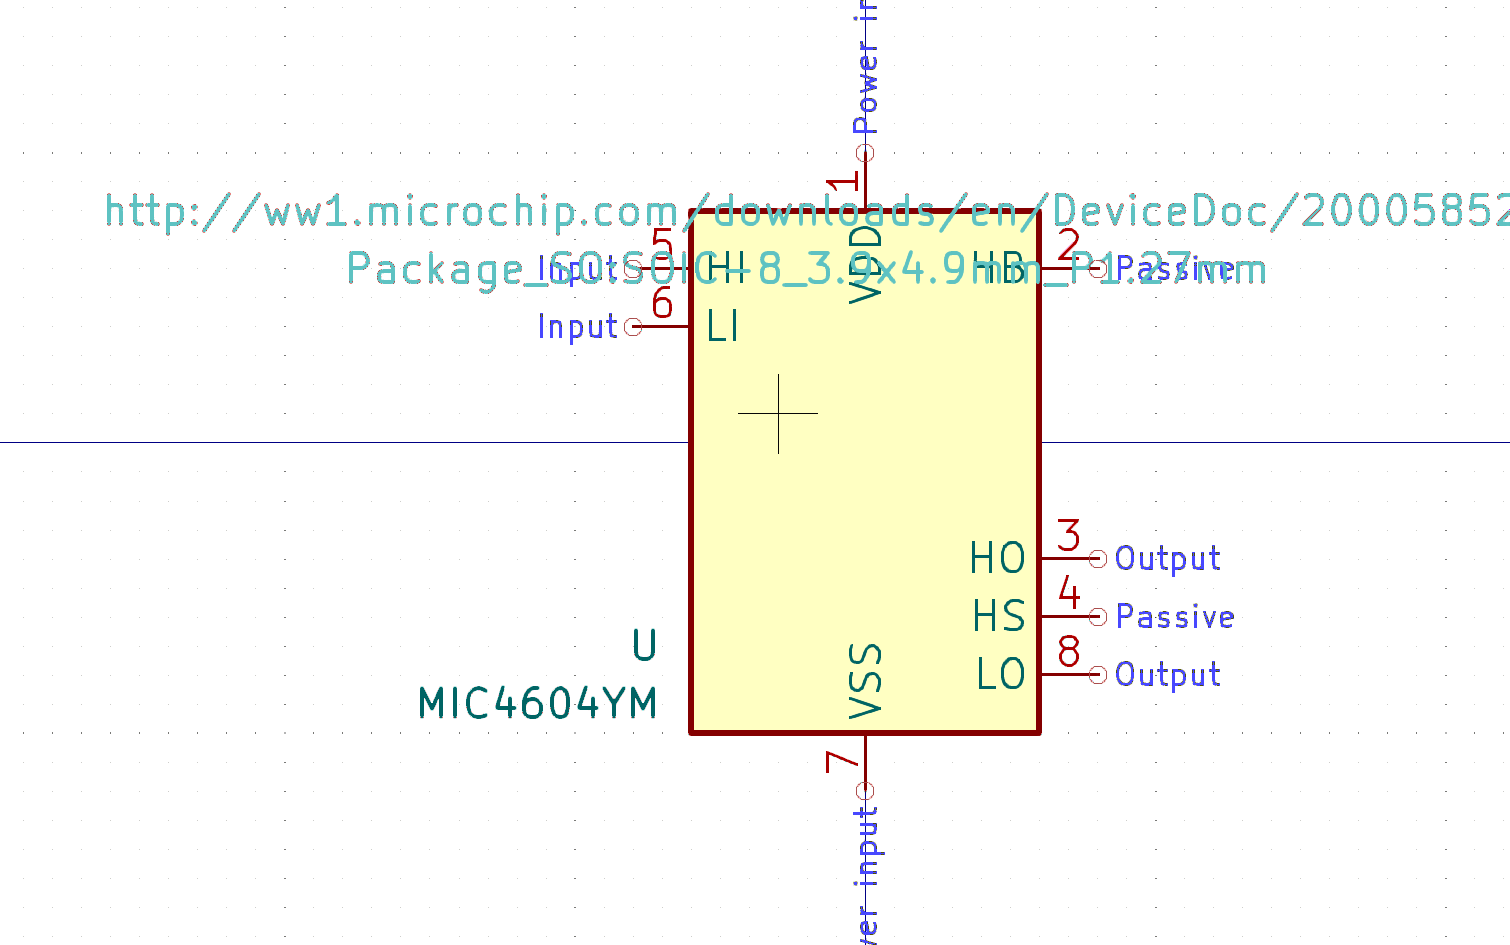 Power in
1
http://ww1.microchip.com/downloads/en/DeviceDoc/20005852
Package_SO:SOIC-8_3.9x4.9mm_P1.27mm
Input 5 HI VDD HB 2 Passive
Input 6 LI
HO 3 Output
HS 4 Passive
U
LO 8 Output
MIC4604YM
VSS
7
wer input